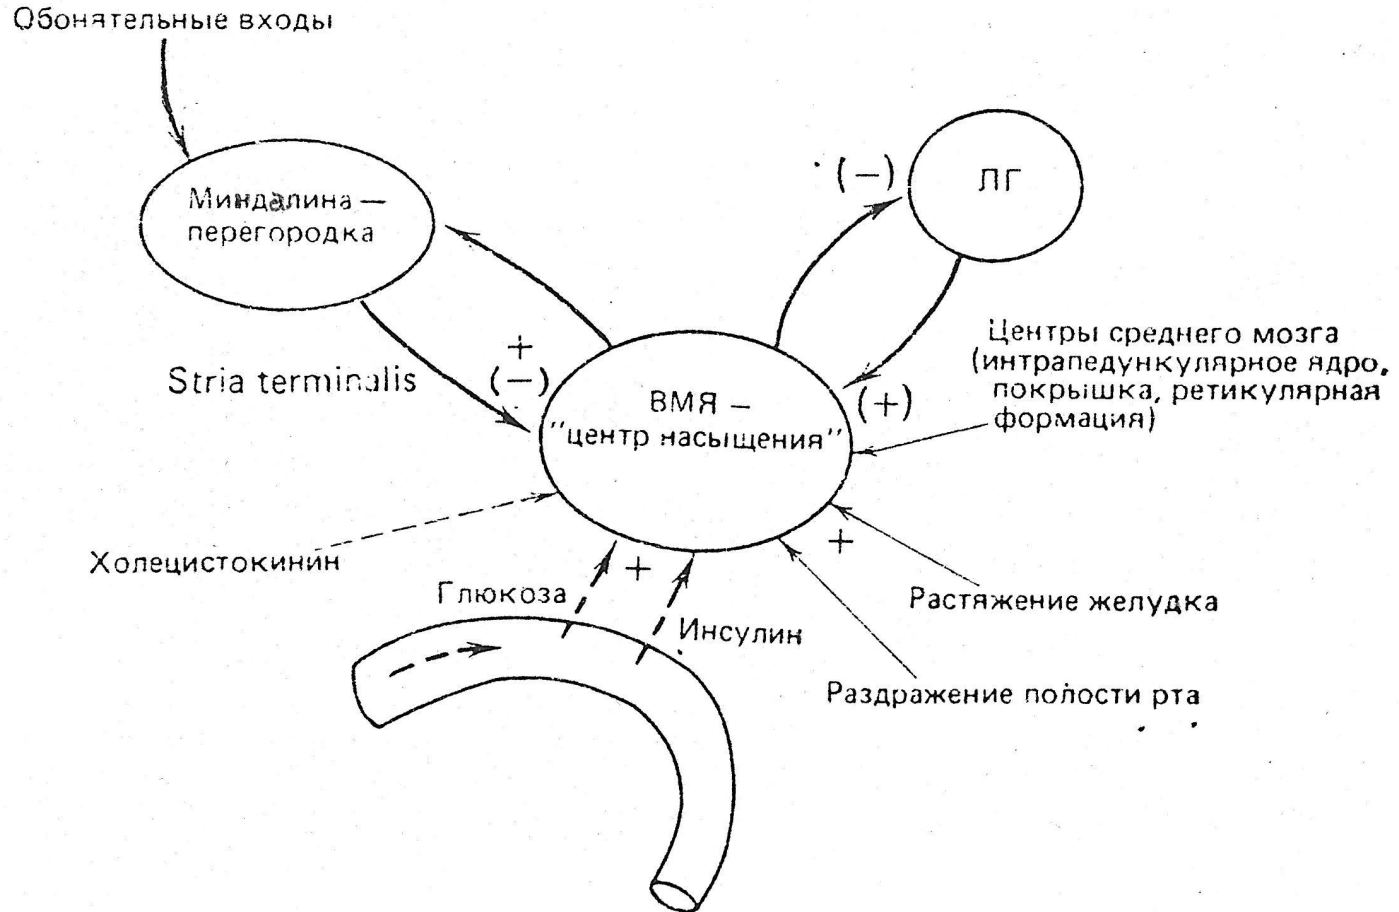 Обонятельные входы
Миндалина —
перегородка
(—)
ЛГ
Stria terminalis
+
(—)
ВМЯ —
"центр насыщения"
(+)
Центры среднего мозга
(интрапедункулярное ядро,
покрышка, ретикулярная
формация)
Холецистокинин
Глюкоза
+
Инсулин
+
Растяжение желудка
Раздражение полости рта